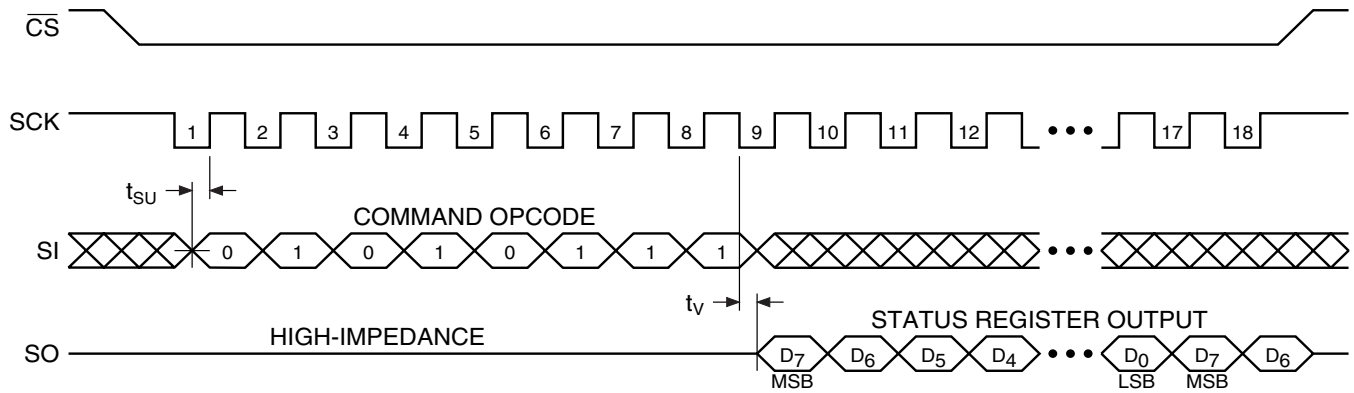 CS
SCK 1 2 3 4 5 6 7 8 9 10 11 12 ••• 17 18
tSU
COMMAND OPCODE
SI 0 1 0 1 0 1 1 1 •••
tV
HIGH-IMPEDANCE STATUS REGISTER OUTPUT
SO D7 D6 D5 D4 ••• D0 D7 D6
MSB LSB MSB